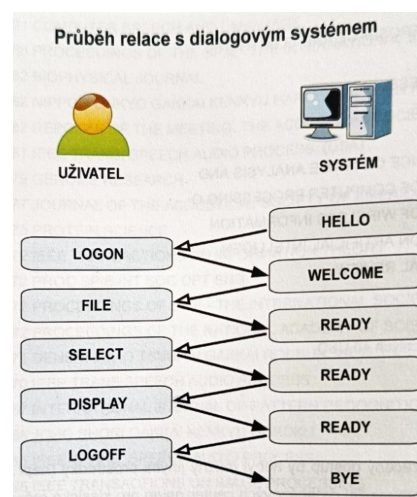 Průběh relace s dialogovým systémem
UŽIVATEL
SYSTÉM
HELLO
LOGON
WELCOME
FILE
READY
SELECT
READY
DISPLAY
READY
LOGOFF
BYE